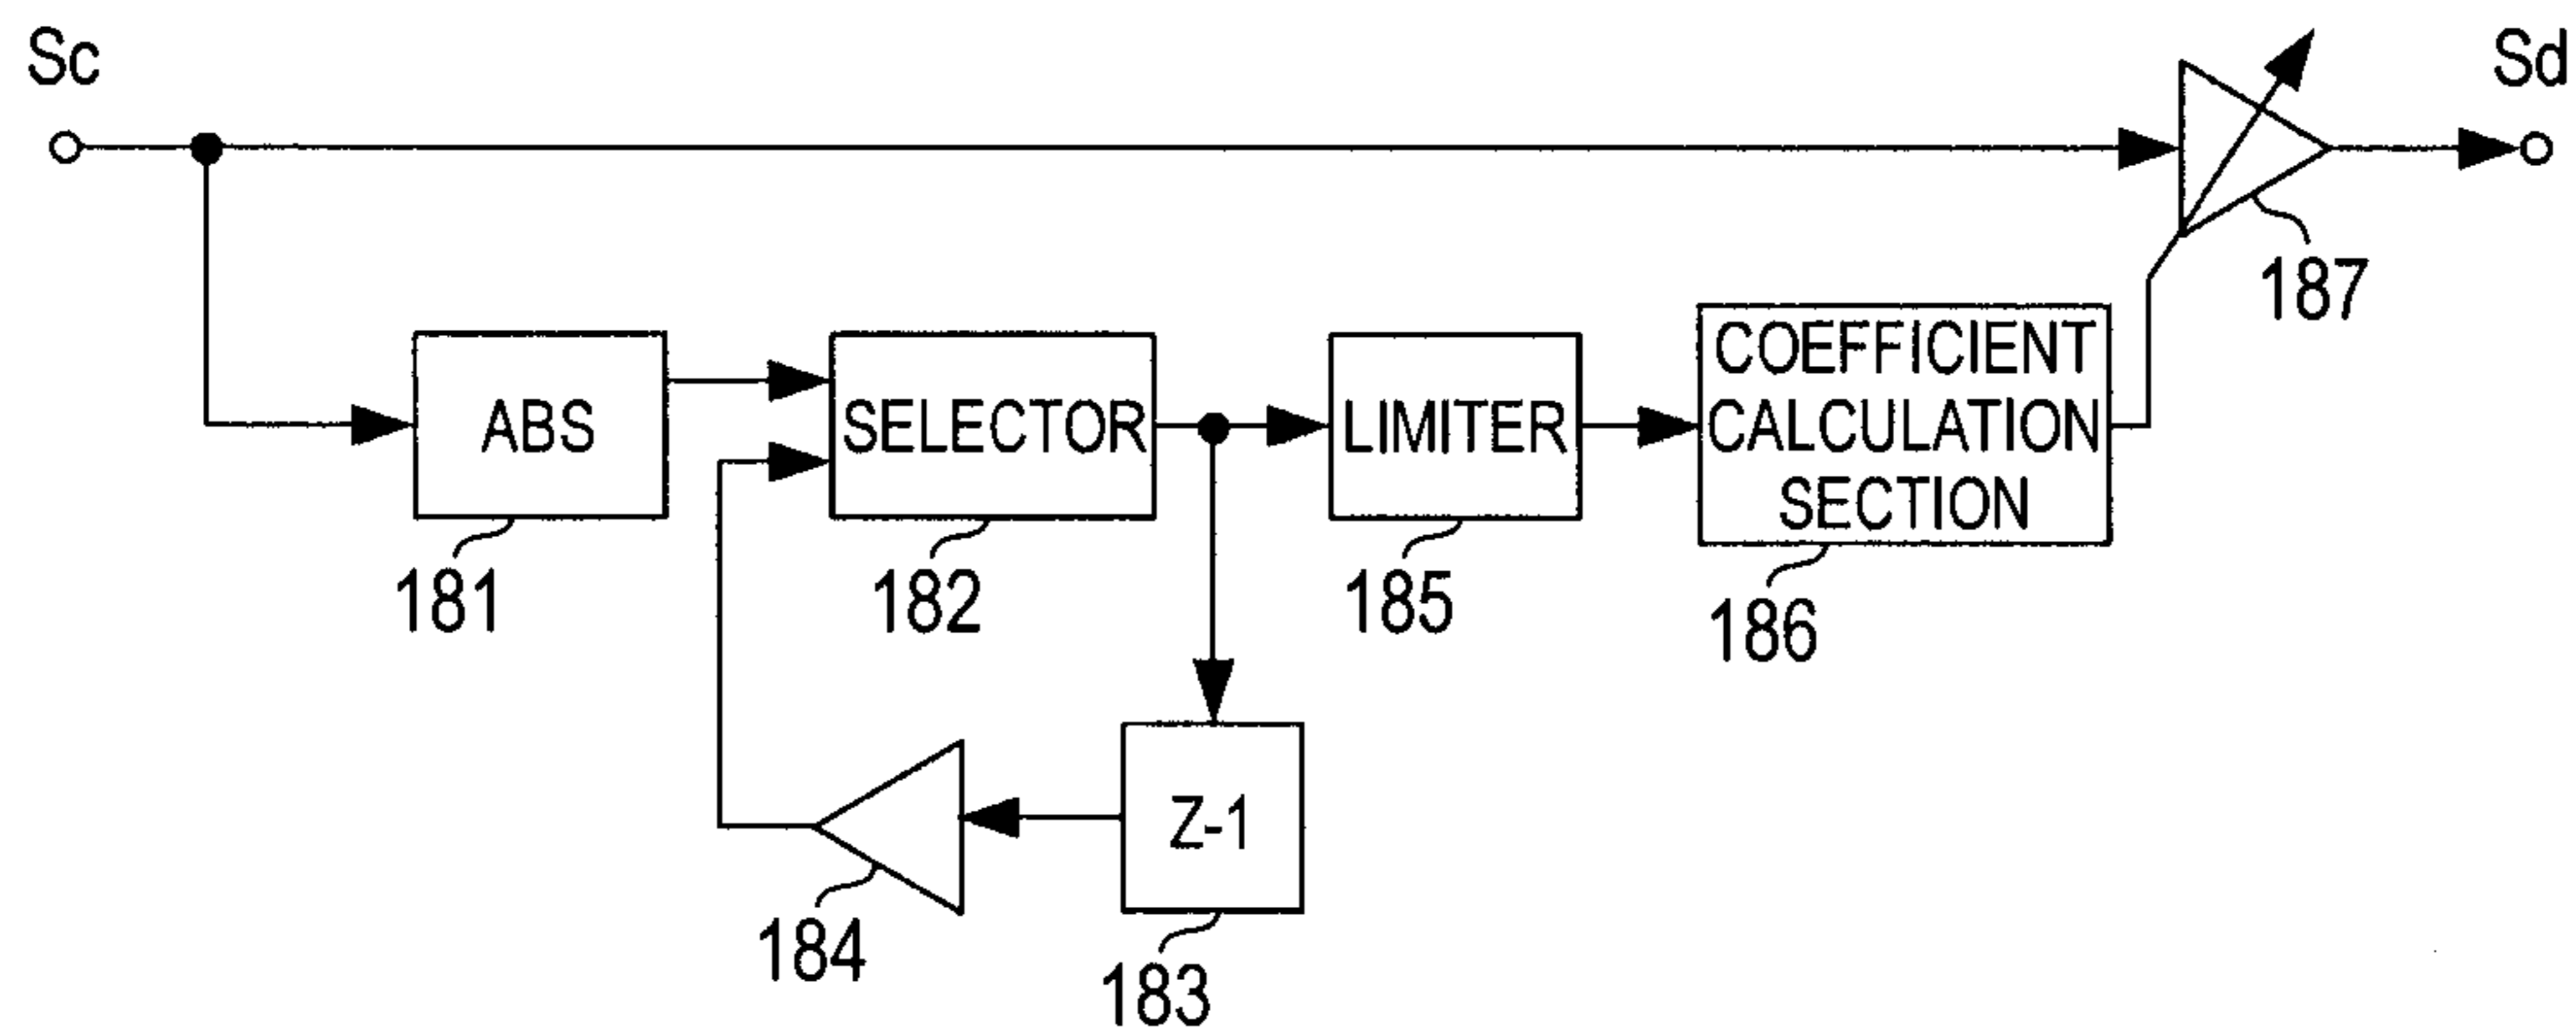 Sc
Sd
187
ABS
SELECTOR
LIMITER
COEFFICIENT
CALCULATION
SECTION
181
182
185
186
Z-1
184
183